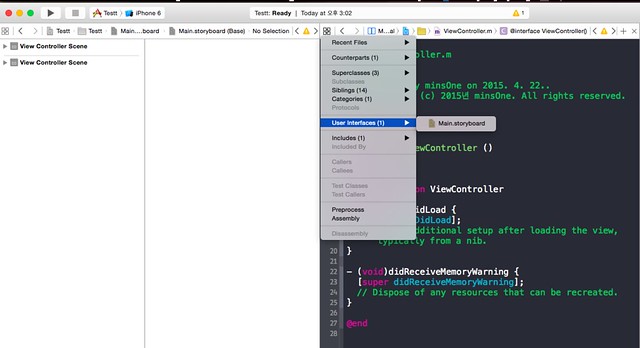 Testt iPhone 6
Testt: Ready | Today at 오후 3:02
1
Testt Testt Main....board Main.storyboard (Base) No Selection
M...al ViewController.m @interface ViewController()
View Controller Scene
View Controller Scene
Recent Files
Counterparts (1)
Superclasses (3)
Subclasses
Siblings (14)
Categories (1)
Protocols
User Interfaces (1)
Main.storyboard
Includes (1)
Included By
Callers
Callees
Test Classes
Test Callers
Preprocess
Assembly
Disassembly
ller.m
minsOne on 2015. 4. 22..
(c) 2015년 minsOne. All rights reserved.
ewController ()
on ViewController
idLoad {
DidLoad];
dditional setup after loading the view,
typically from a nib.
20 }
21
22 - (void)didReceiveMemoryWarning {
23 [super didReceiveMemoryWarning];
24 // Dispose of any resources that can be recreated.
25 }
26
27 @end
28